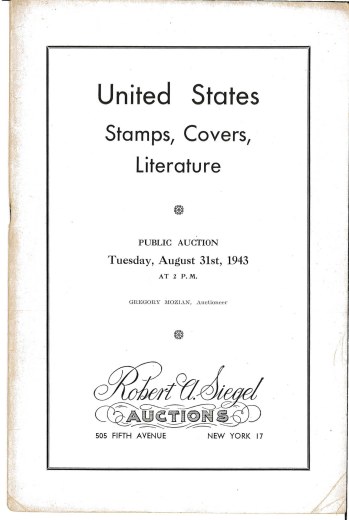 United States
Stamps, Covers,
Literature
PUBLIC AUCTION
Tuesday, August 31st, 1943
AT 2 P. M.
GREGORY MOZIAN, Auctioneer
Robert A. Siegel
AUCTIONS
505 FIFTH AVENUE NEW YORK 17